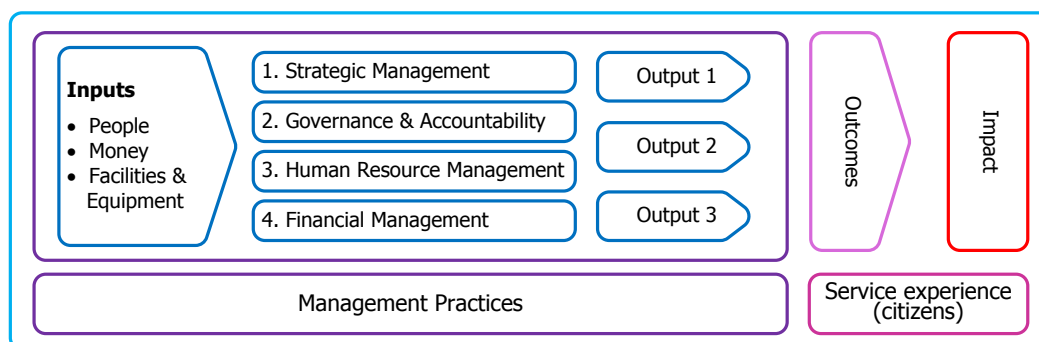 Inputs
• People
• Money
• Facilities &
Equipment
1. Strategic Management
2. Governance & Accountability
3. Human Resource Management
4. Financial Management
Output 1
Output 2
Output 3
Outcomes
Impact
Management Practices
Service experience
(citizens)